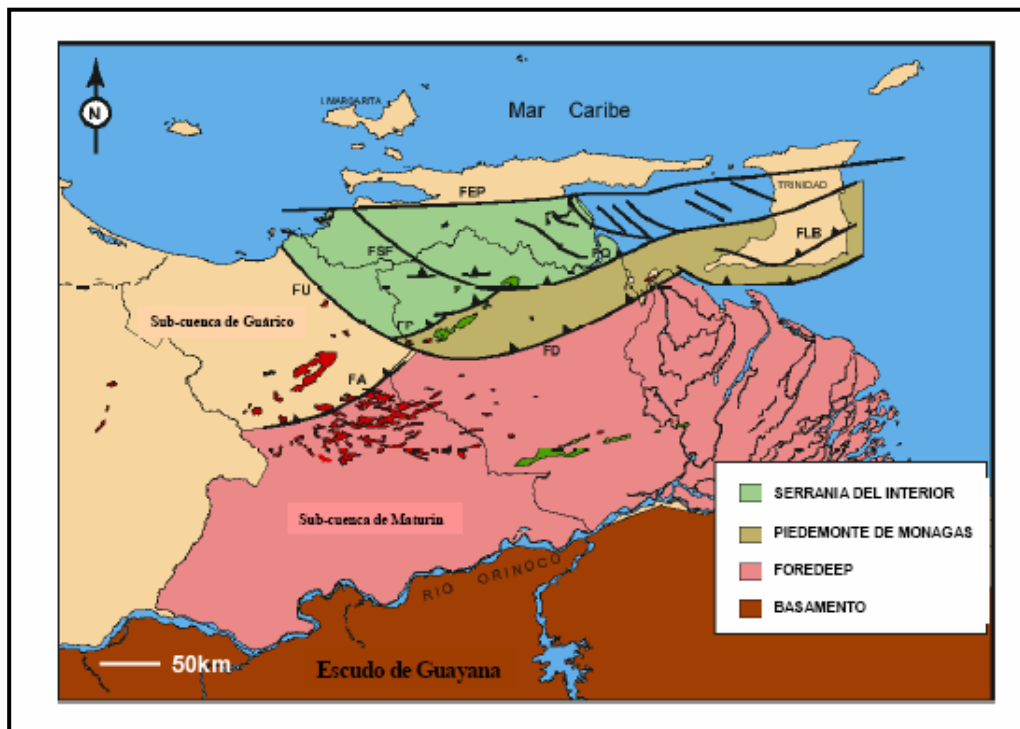 N
I. MARGARITA
Mar Caribe
TRINIDAD
FEP
FLB
FSF
FU
Sub-cuenca de Guárico
FD
FA
Sub-cuenca de Maturín
SERRANIA DEL INTERIOR
PIEDEMONTE DE MONAGAS
FOREDEEP
BASAMENTO
RIO ORINOCO
50km
Escudo de Guayana